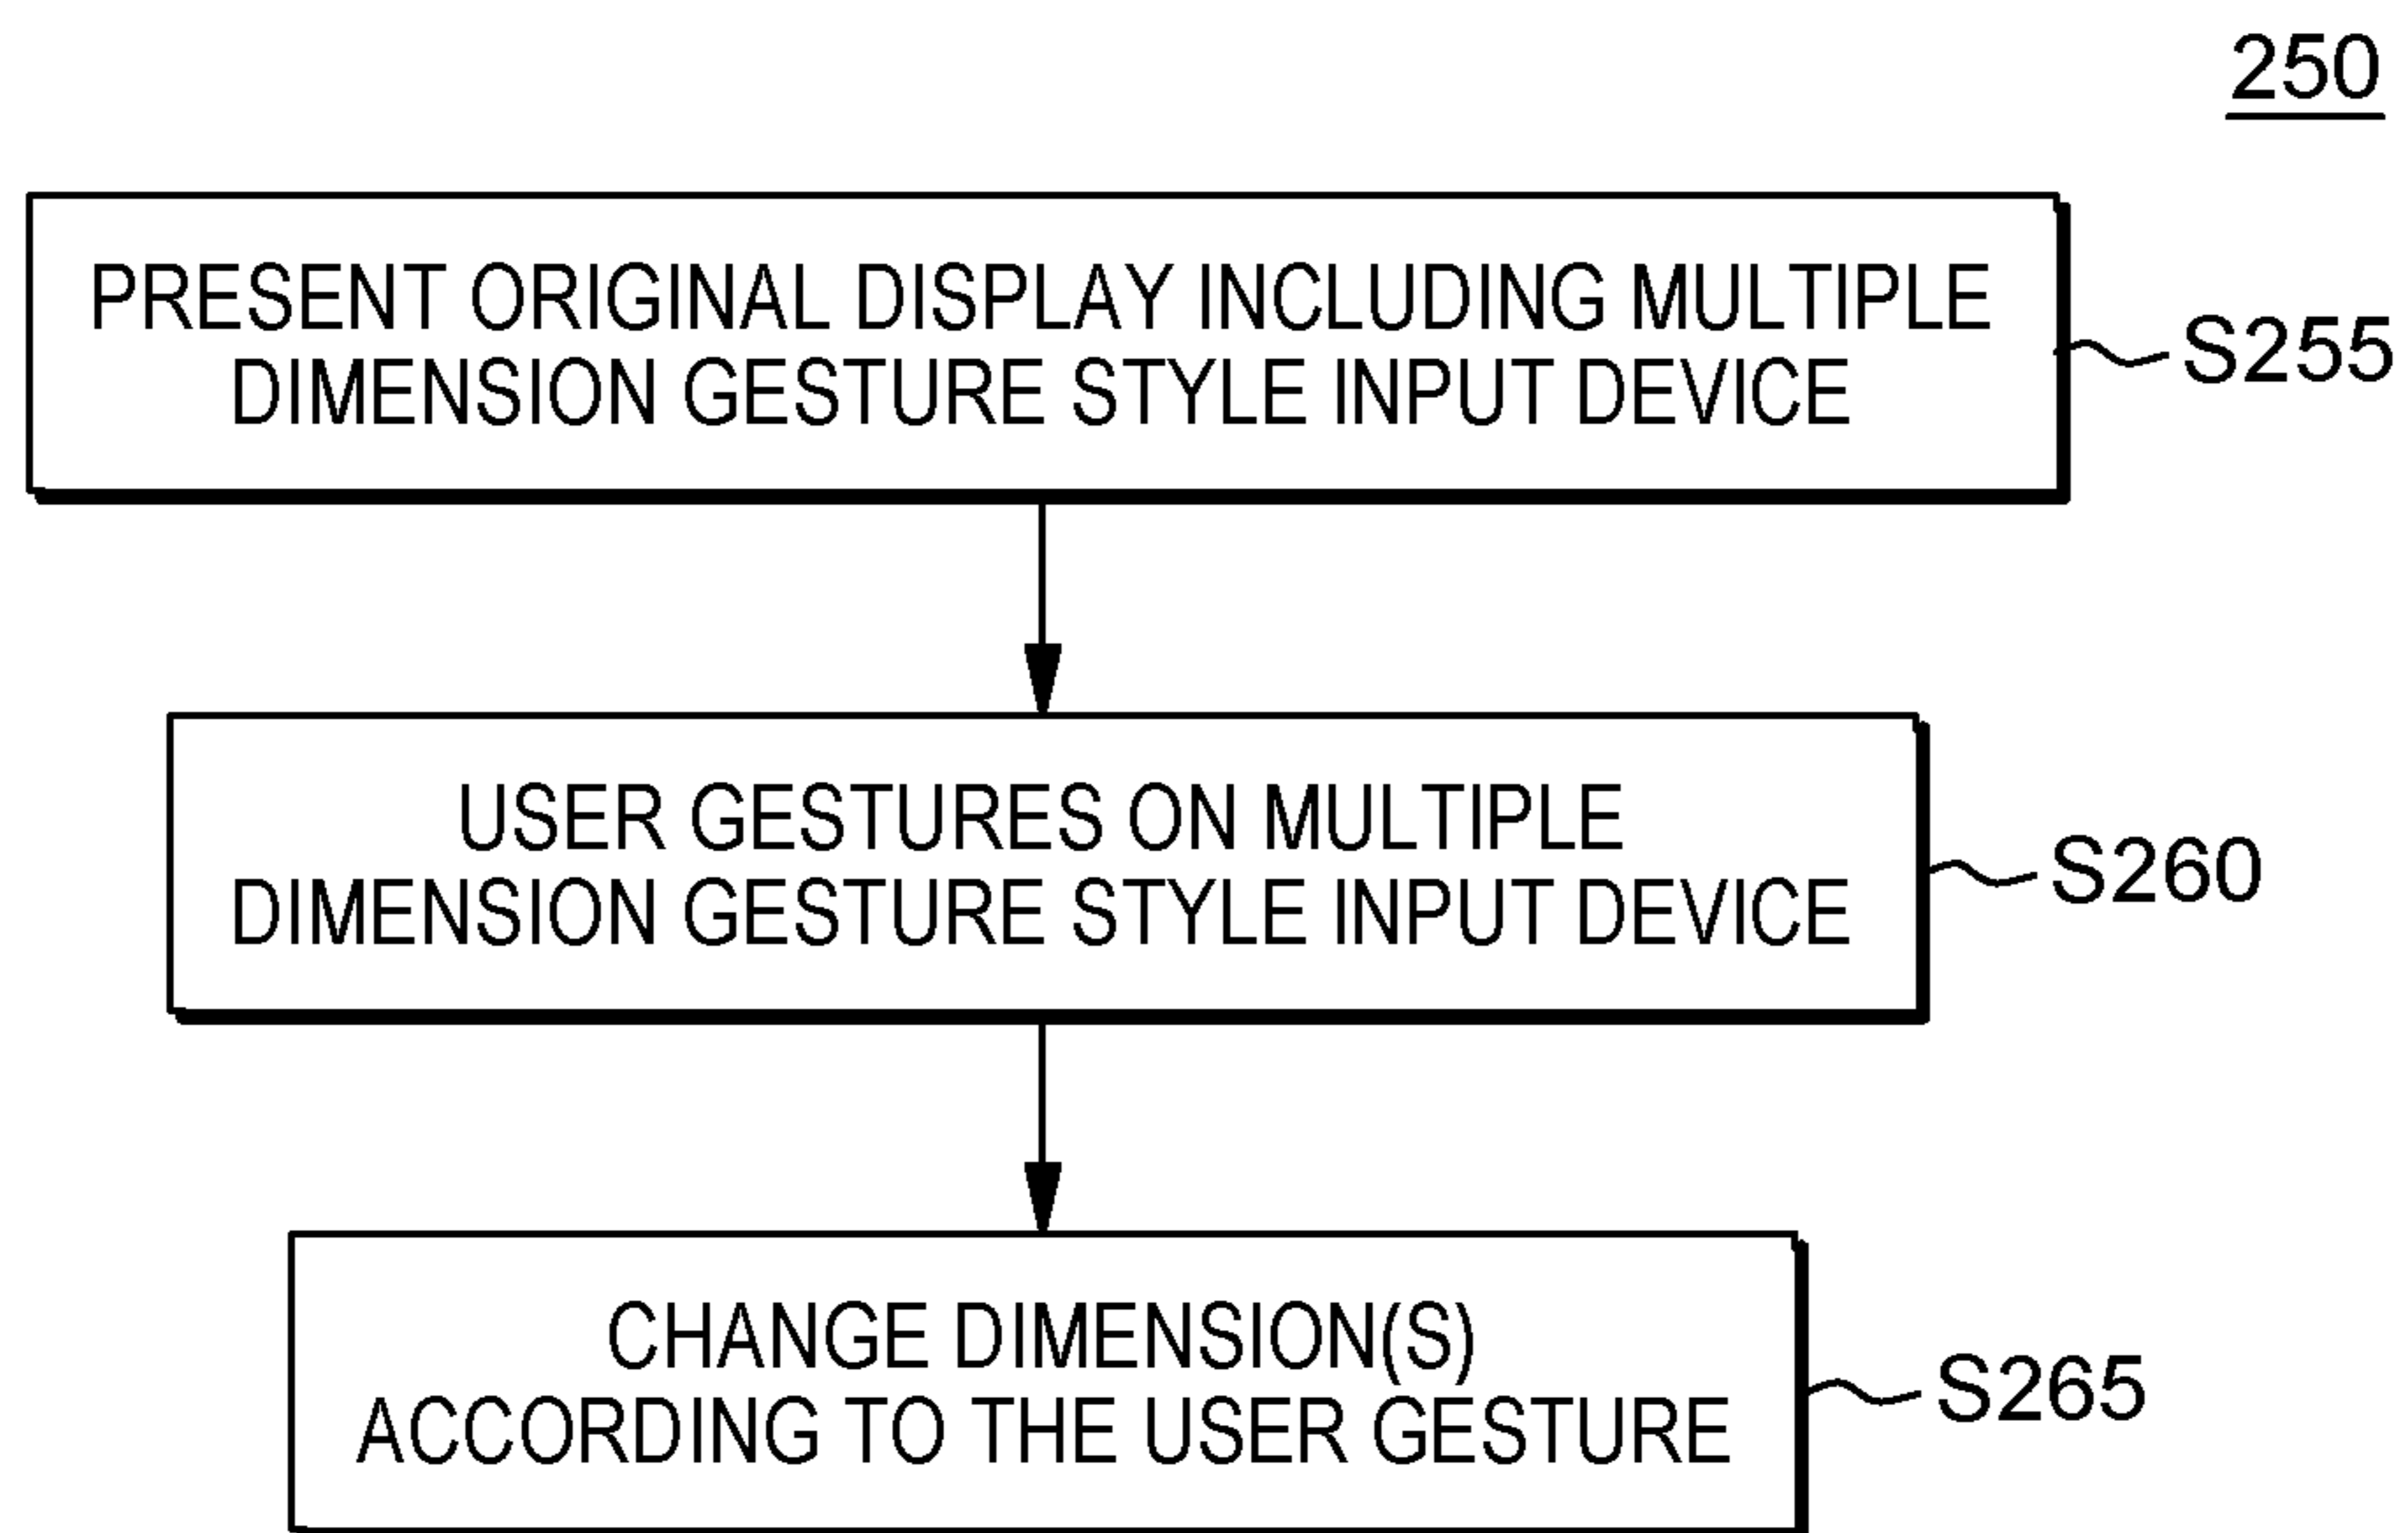 250
PRESENT ORIGINAL DISPLAY INCLUDING MULTIPLE
DIMENSION GESTURE STYLE INPUT DEVICE
S255
USER GESTURES ON MULTIPLE
DIMENSION GESTURE STYLE INPUT DEVICE
S260
CHANGE DIMENSION(S)
ACCORDING TO THE USER GESTURE
S265